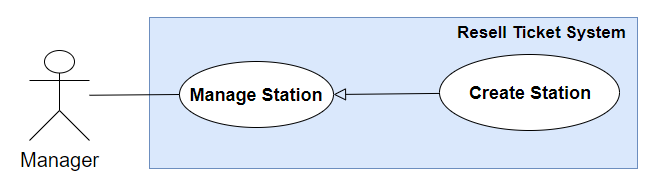 Resell Ticket System
Manage Station
Create Station
Manager